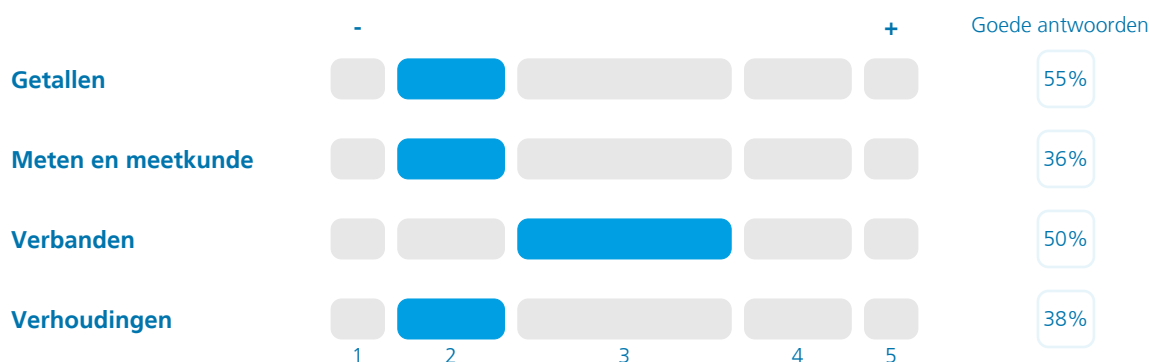 - + Goede antwoorden
Getallen 55%
Meten en meetkunde 36%
Verbanden 50%
Verhoudingen 38%
1 2 3 4 5